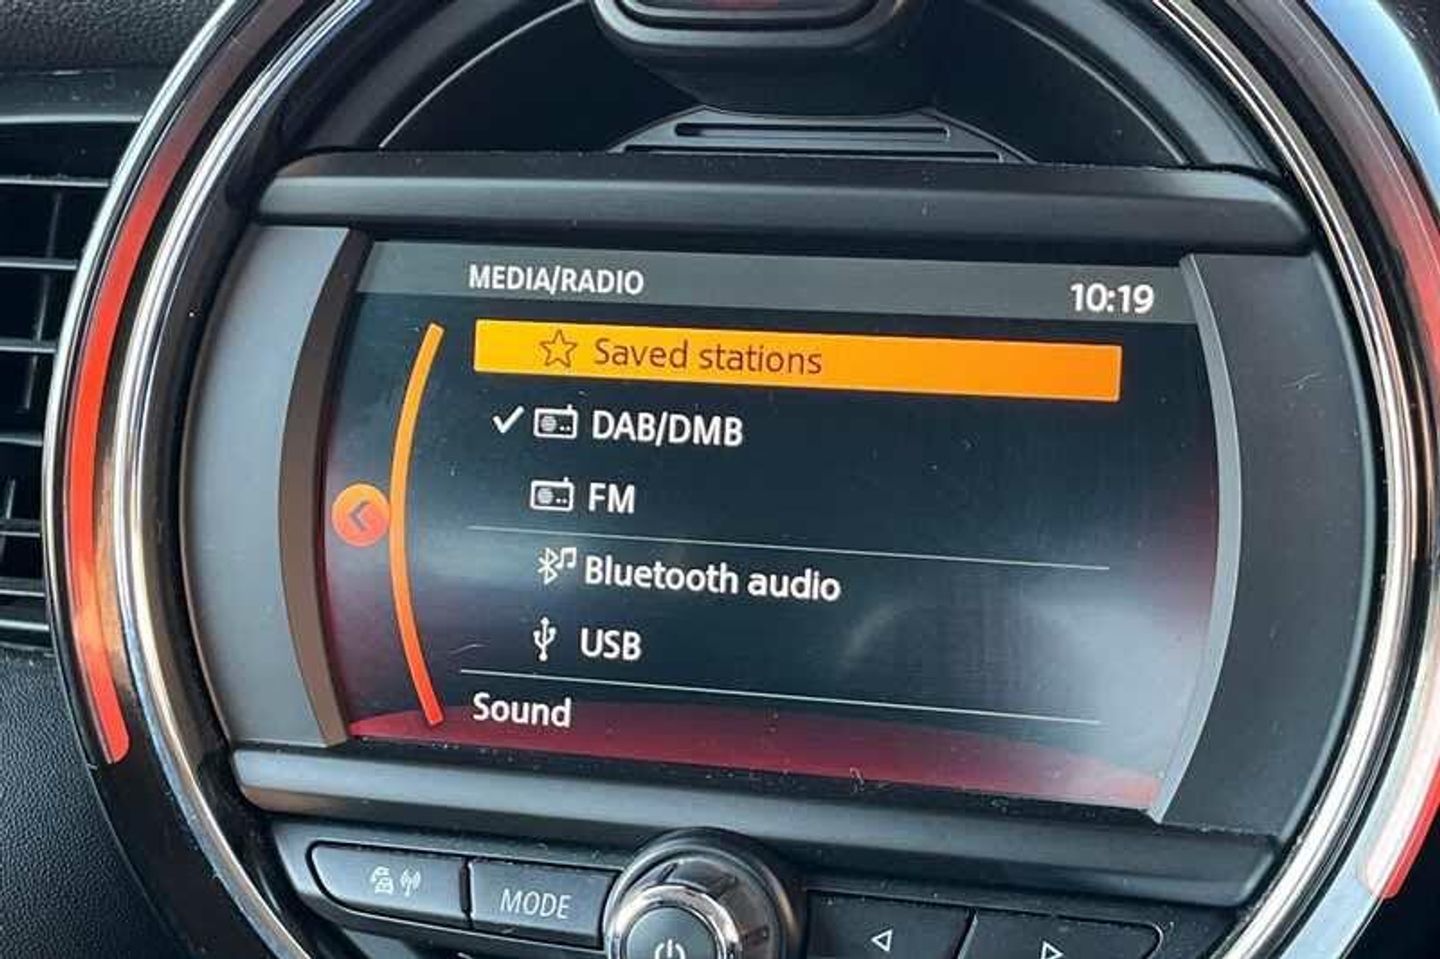 MEDIA/RADIO
10:19
Saved stations
DAB/DMB
FM
Bluetooth audio
USB
Sound
MODE